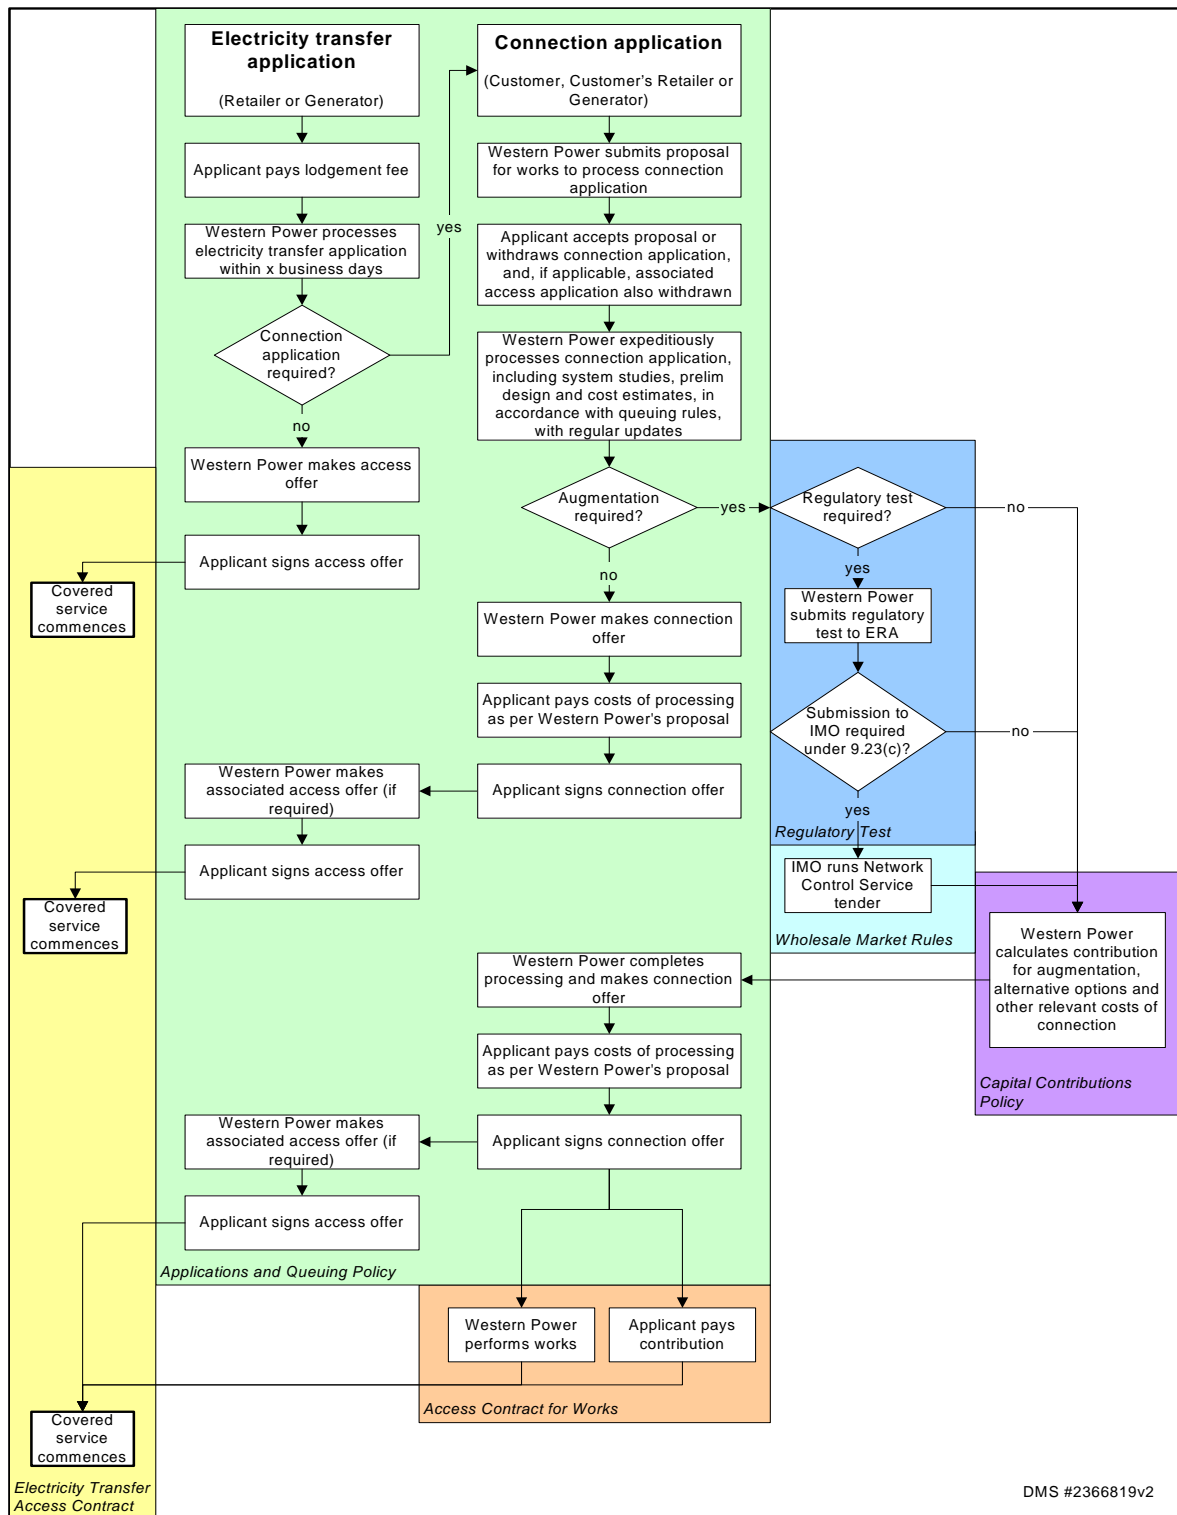 Electricity transfer
application
(Retailer or Generator)
Connection application
(Customer, Customer's Retailer or
Generator)
Applicant pays lodgement fee
Western Power submits proposal
for works to process connection
application
yes
Western Power processes
electricity transfer application
within x business days
Applicant accepts proposal or
withdraws connection application,
and, if applicable, associated
access application also withdrawn
Connection
application
required?
Western Power expeditiously
processes connection application,
including system studies, prelim
design and cost estimates, in
accordance with queuing rules,
with regular updates
no
Western Power makes access
offer
Augmentation
required?
yes
Regulatory test
required?
no
Applicant signs access offer
no
yes
Covered
service
commences
Western Power makes connection
offer
Western Power
submits regulatory
test to ERA
Applicant pays costs of processing
as per Western Power's proposal
Submission to
IMO required
under 9.23(c)?
no
Western Power makes
associated access offer (if
required)
Applicant signs connection offer
yes
Regulatory Test
Applicant signs access offer
IMO runs Network
Control Service
tender
Covered
service
commences
Wholesale Market Rules
Western Power
calculates contribution
for augmentation,
alternative options and
other relevant costs of
connection
Western Power completes
processing and makes connection
offer
Applicant pays costs of processing
as per Western Power's proposal
Capital Contributions
Policy
Western Power makes
associated access offer (if
required)
Applicant signs connection offer
Applicant signs access offer
Applications and Queuing Policy
Western Power
performs works
Applicant pays
contribution
Access Contract for Works
Covered
service
commences
Electricity Transfer
Access Contract
DMS #2366819v2